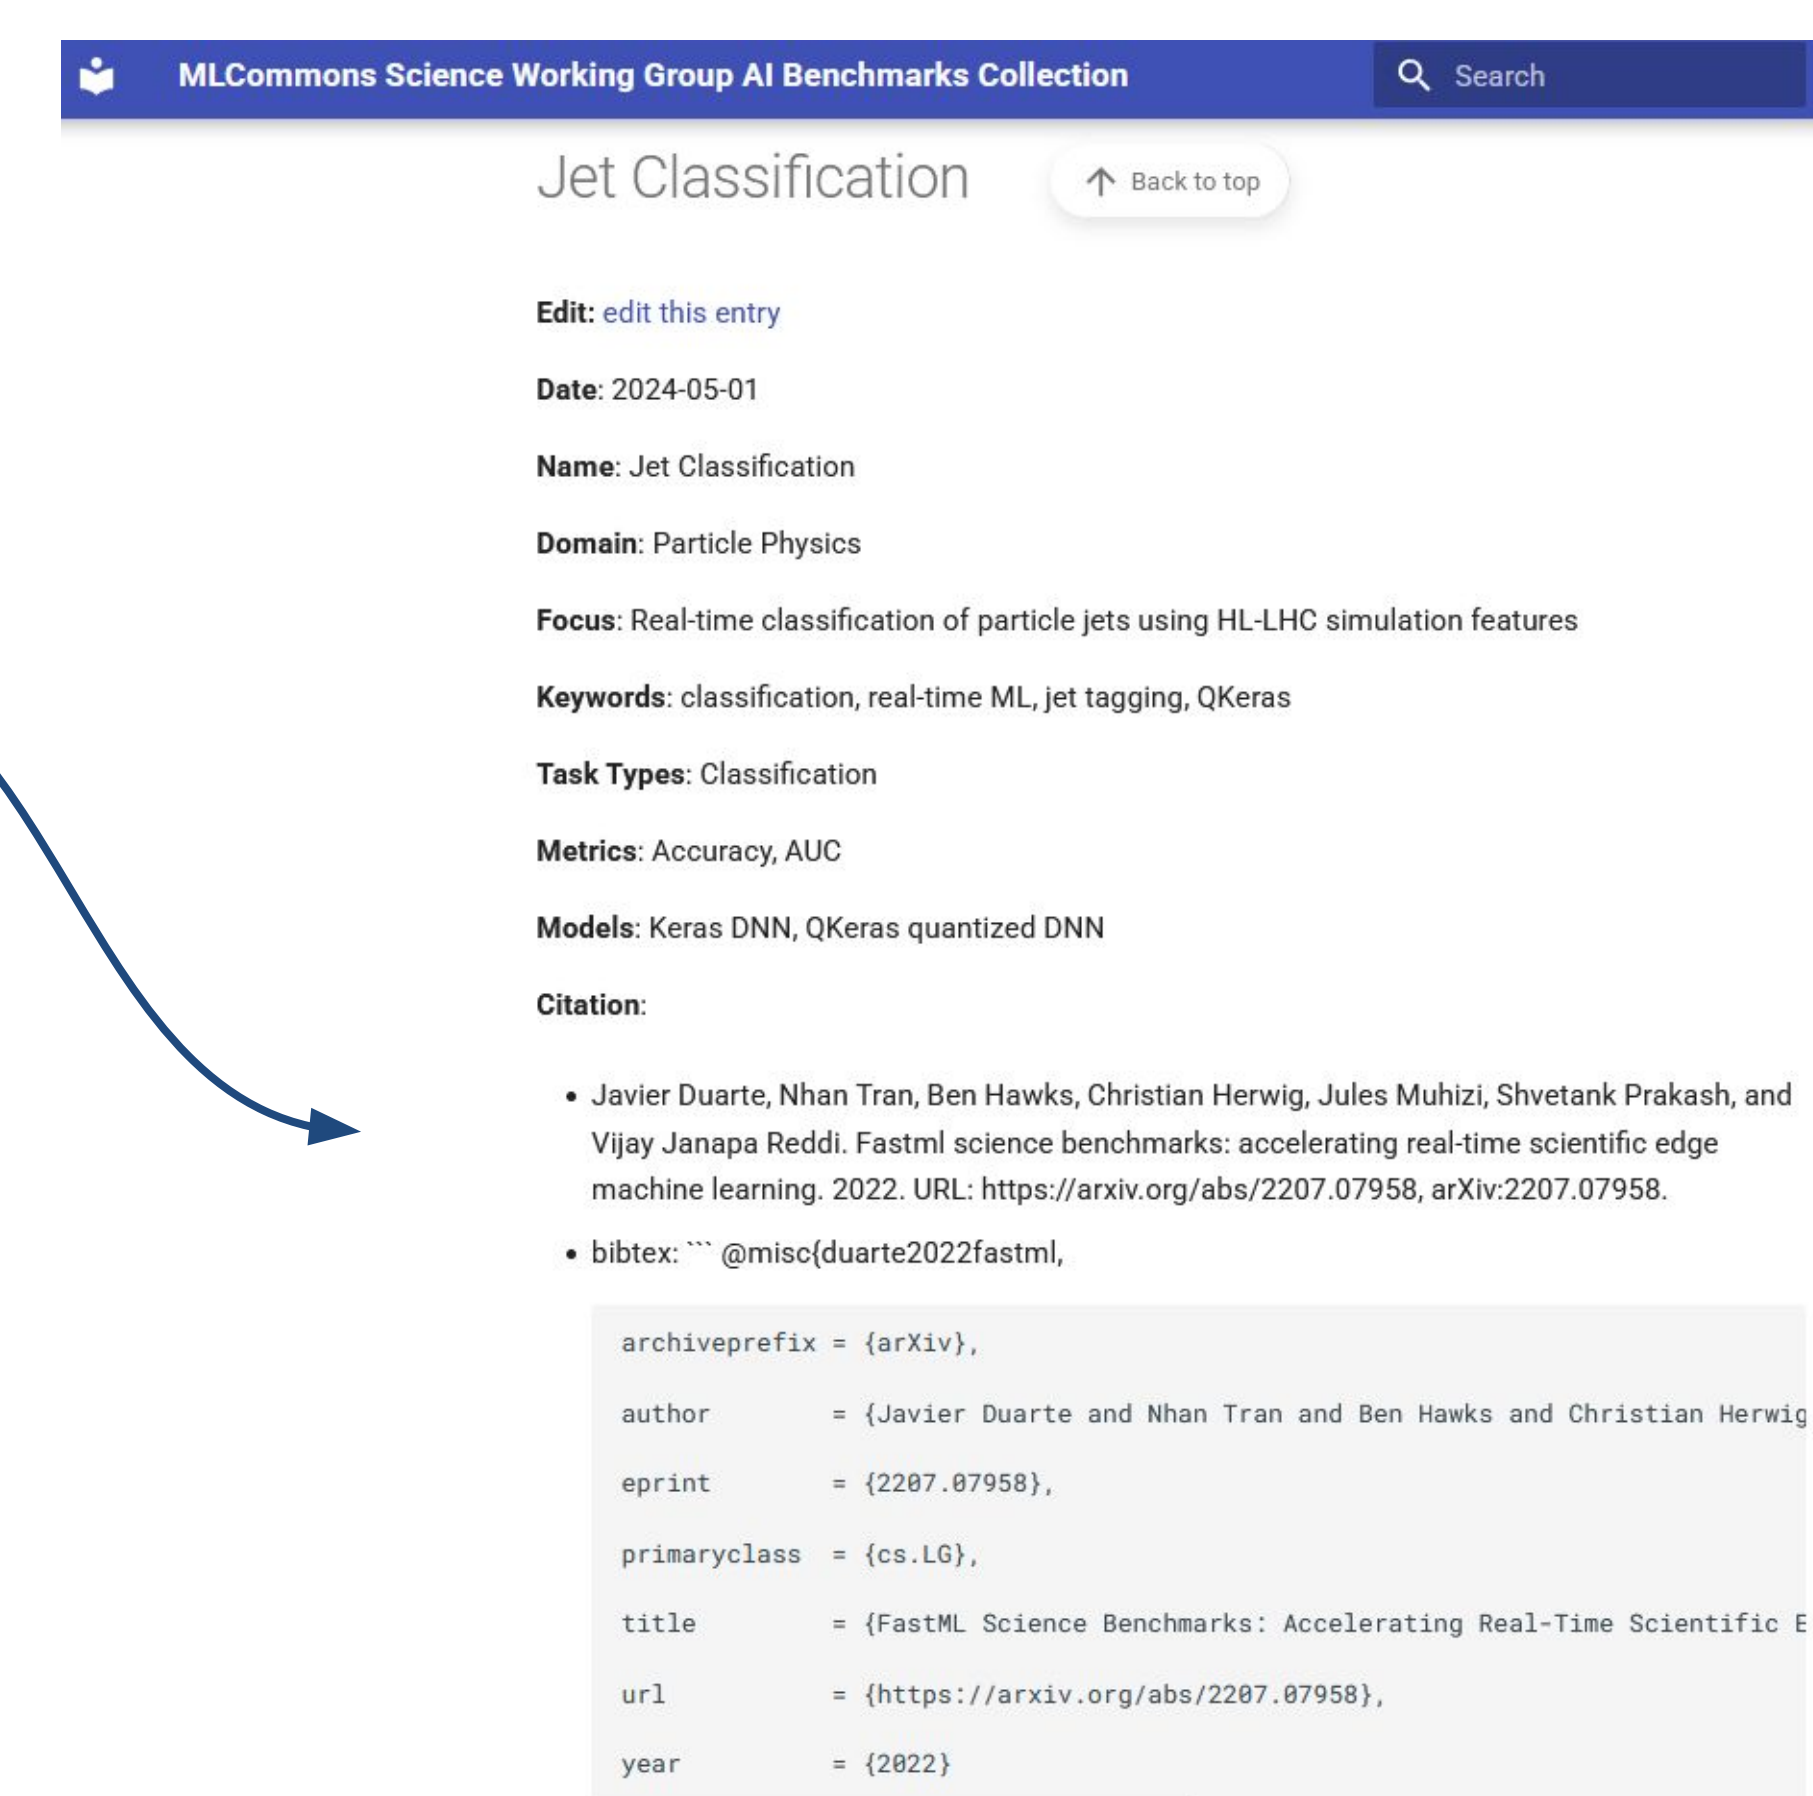 MLCommons Science Working Group AI Benchmarks Collection
Search
Jet Classification
Back to top
Edit: edit this entry
Date: 2024-05-01
Name: Jet Classification
Domain: Particle Physics
Focus: Real-time classification of particle jets using HL-LHC simulation features
Keywords: classification, real-time ML, jet tagging, QKeras
Task Types: Classification
Metrics: Accuracy, AUC
Models: Keras DNN, QKeras quantized DNN
Citation:
• Javier Duarte, Nhan Tran, Ben Hawks, Christian Herwig, Jules Muhizi, Shvetank Prakash, and
Vijay Janapa Reddi. Fastml science benchmarks: accelerating real-time scientific edge
machine learning. 2022. URL: https://arxiv.org/abs/2207.07958, arXiv:2207.07958.
• bibtex: ``` @misc{duarte2022fastml,
archiveprefix = {arXiv},
author = {Javier Duarte and Nhan Tran and Ben Hawks and Christian Herwig
eprint = {2207.07958},
primaryclass = {cs.LG},
title = {FastML Science Benchmarks: Accelerating Real-Time Scientific E
url = {https://arxiv.org/abs/2207.07958},
year = {2022}